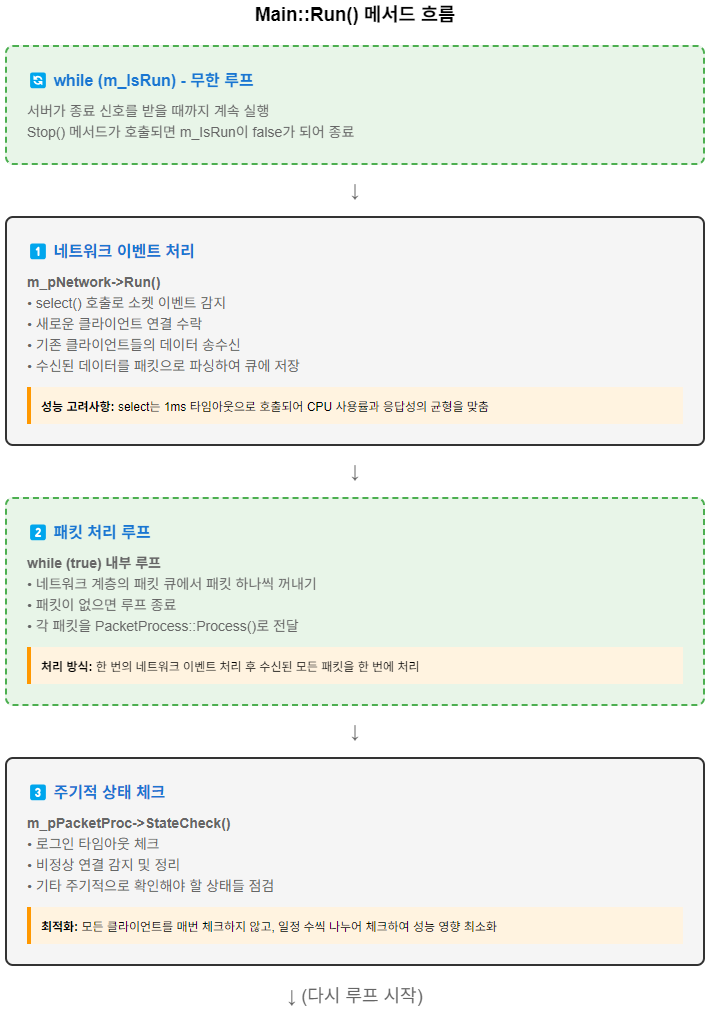 Main::Run() 메서드 흐름
🔄 while (m_IsRun) - 무한 루프
서버가 종료 신호를 받을 때까지 계속 실행
Stop() 메서드가 호출되면 m_IsRun이 false가 되어 종료
↓
1️⃣ 네트워크 이벤트 처리
m_pNetwork->Run()
• select() 호출로 소켓 이벤트 감지
• 새로운 클라이언트 연결 수락
• 기존 클라이언트들의 데이터 송수신
• 수신된 데이터를 패킷으로 파싱하여 큐에 저장
성능 고려사항: select는 1ms 타임아웃으로 호출되어 CPU 사용률과 응답성의 균형을 맞춤
↓
2️⃣ 패킷 처리 루프
while (true) 내부 루프
• 네트워크 계층의 패킷 큐에서 패킷 하나씩 꺼내기
• 패킷이 없으면 루프 종료
• 각 패킷을 PacketProcess::Process()로 전달
처리 방식: 한 번의 네트워크 이벤트 처리 후 수신된 모든 패킷을 한 번에 처리
↓
3️⃣ 주기적 상태 체크
m_pPacketProc->StateCheck()
• 로그인 타임아웃 체크
• 비정상 연결 감지 및 정리
• 기타 주기적으로 확인해야 할 상태들 점검
최적화: 모든 클라이언트를 매번 체크하지 않고, 일정 수씩 나누어 체크하여 성능 영향 최소화
↓ (다시 루프 시작)